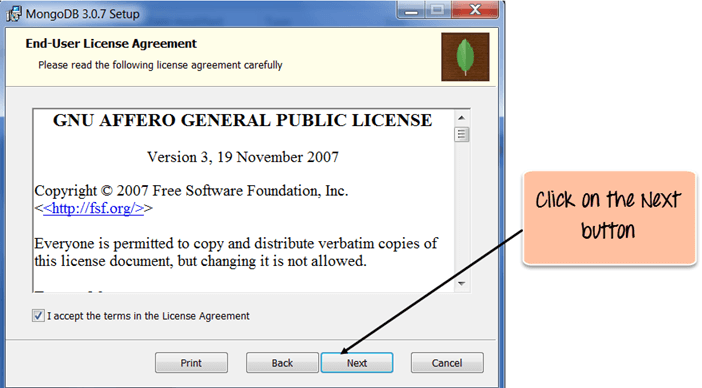 MongoDB 3.0.7 Setup
End-User License Agreement
Please read the following license agreement carefully
GNU AFFERO GENERAL PUBLIC LICENSE
Version 3, 19 November 2007
Copyright © 2007 Free Software Foundation, Inc.
<<http://fsf.org/>>
Everyone is permitted to copy and distribute verbatim copies of
this license document, but changing it is not allowed.
I accept the terms in the License Agreement
Print Back Next Cancel
Click on the Next
button